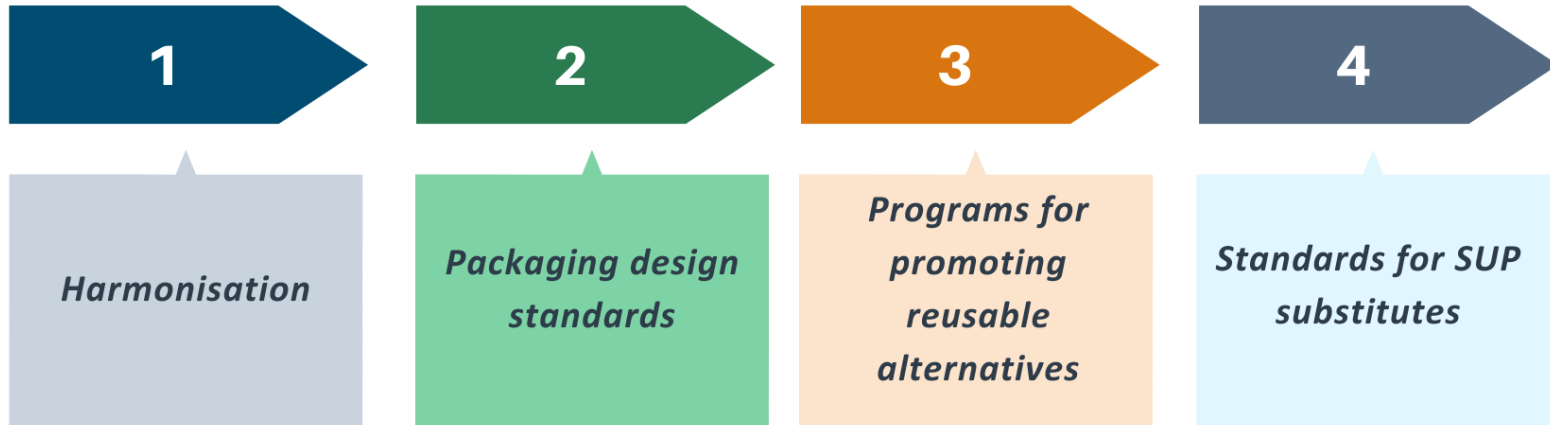 1
2
3
4
Harmonisation
Packaging design
standards
Programs for
promoting
reusable
alternatives
Standards for SUP
substitutes